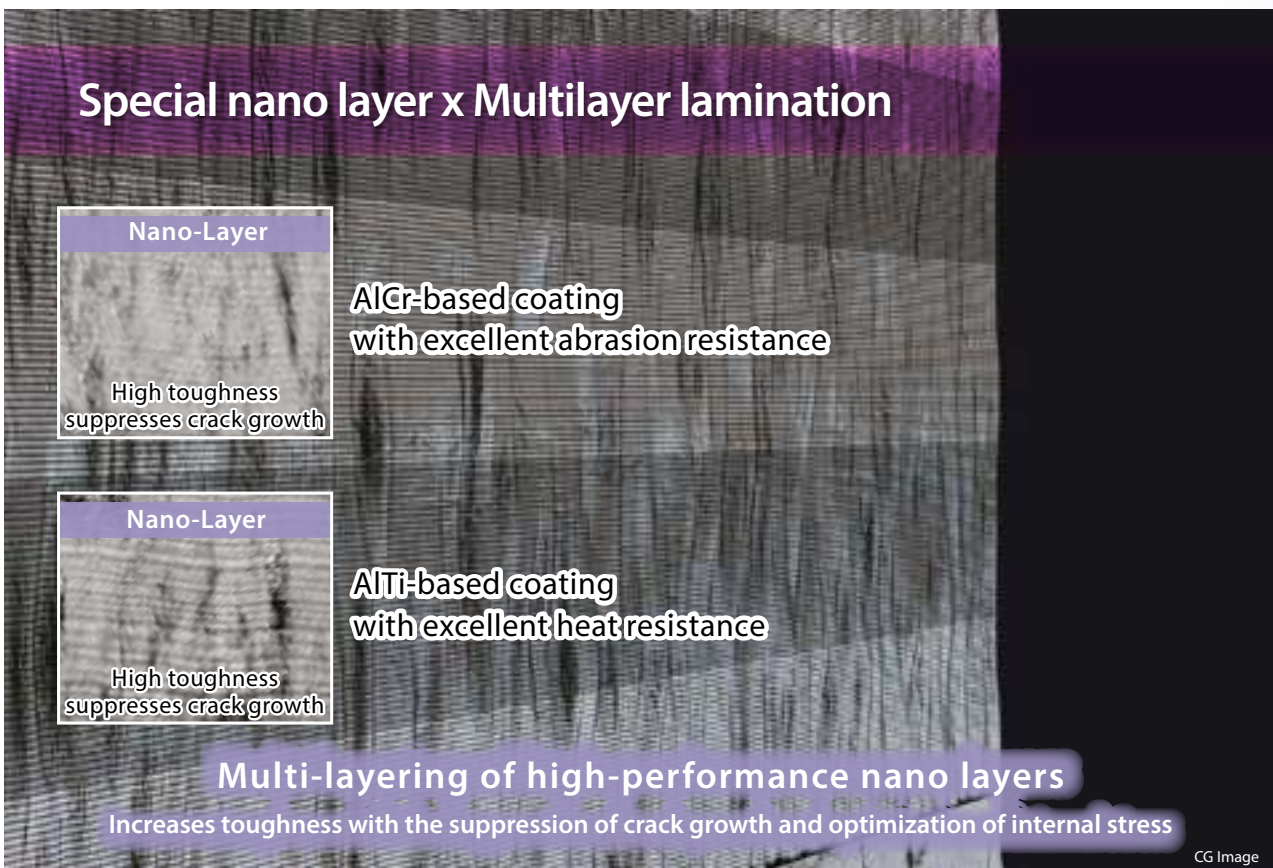 Special nano layer x Multilayer lamination
Nano-Layer
High toughness
suppresses crack growth
AlCr-based coating
with excellent abrasion resistance
Nano-Layer
High toughness
suppresses crack growth
AlTi-based coating
with excellent heat resistance
Multi-layering of high-performance nano layers
Increases toughness with the suppression of crack growth and optimization of internal stress
CG Image